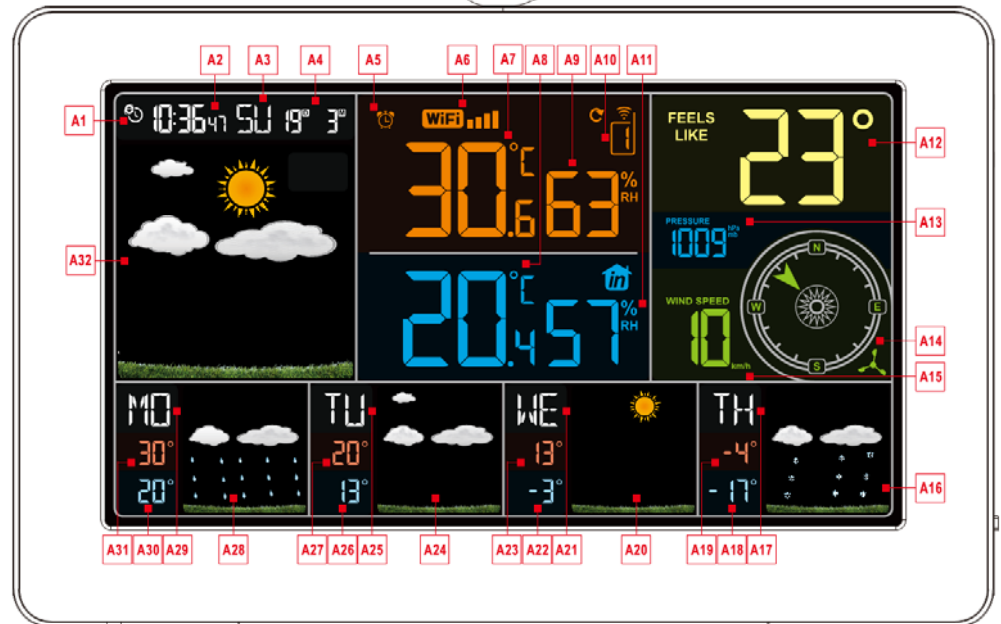 A2 A3 A4 A5 A6 A7 A8 A9 A10 A11
A1
10:36 47 SU 19D 3M
WiFi
1
30.6 °C 63 % RH
FEELS
LIKE
23°
A12
PRESSURE
1009 hPa
A13
A32
20.4 °C in 57 % RH
WIND SPEED
10 km/h
N
W E
S
A14
A15
MO
30°
20°
TU
20°
13°
WE
13°
-3°
TH
-4°
-17°
A16
A31 A30 A29 A28 A27 A26 A25 A24 A23 A22 A21 A20 A19 A18 A17